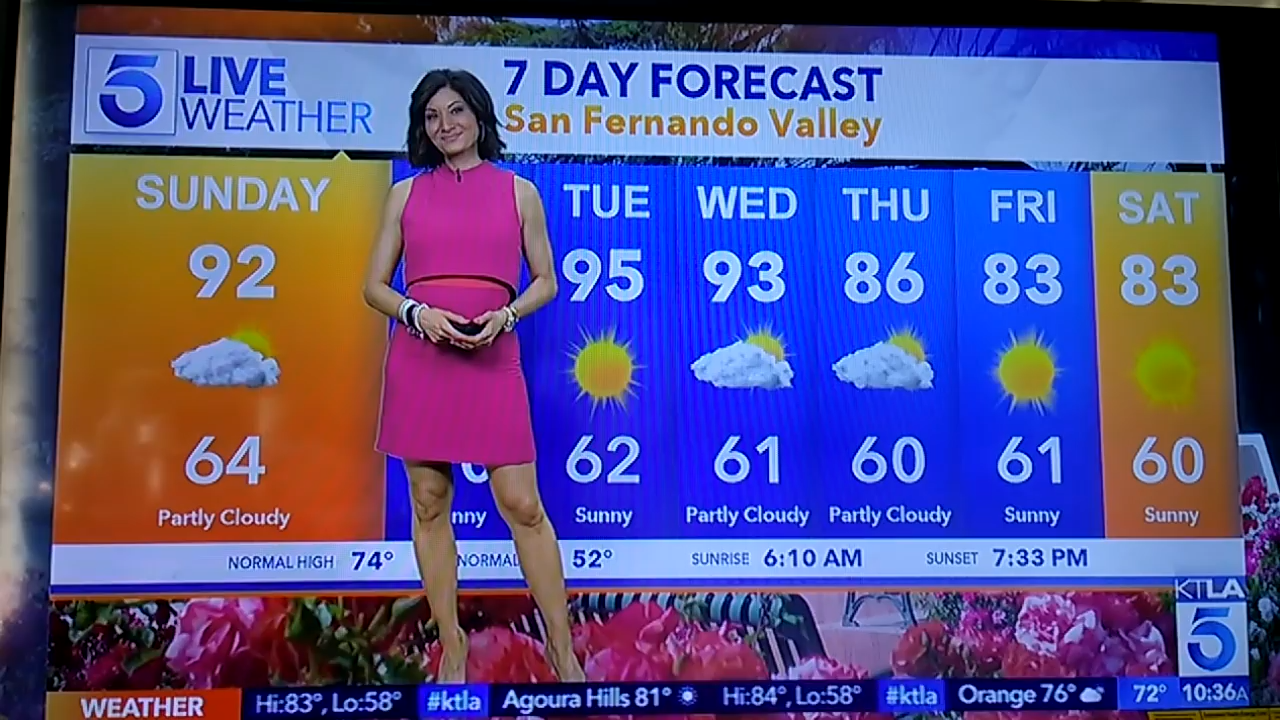 5 LIVE
WEATHER
7 DAY FORECAST
San Fernando Valley
SUNDAY TUE WED THU FRI SAT
92 95 93 86 83 83
64 62 61 60 61 60
Partly Cloudy nny Sunny Partly Cloudy Partly Cloudy Sunny Sunny
NORMAL HIGH 74° NORMAL 52° SUNRISE 6:10 AM SUNSET 7:33 PM
KTLA
5
WEATHER Hi:83°, Lo:58° #ktla Agoura Hills 81° Hi:84°, Lo:58° #ktla Orange 76° 72° 10:36A